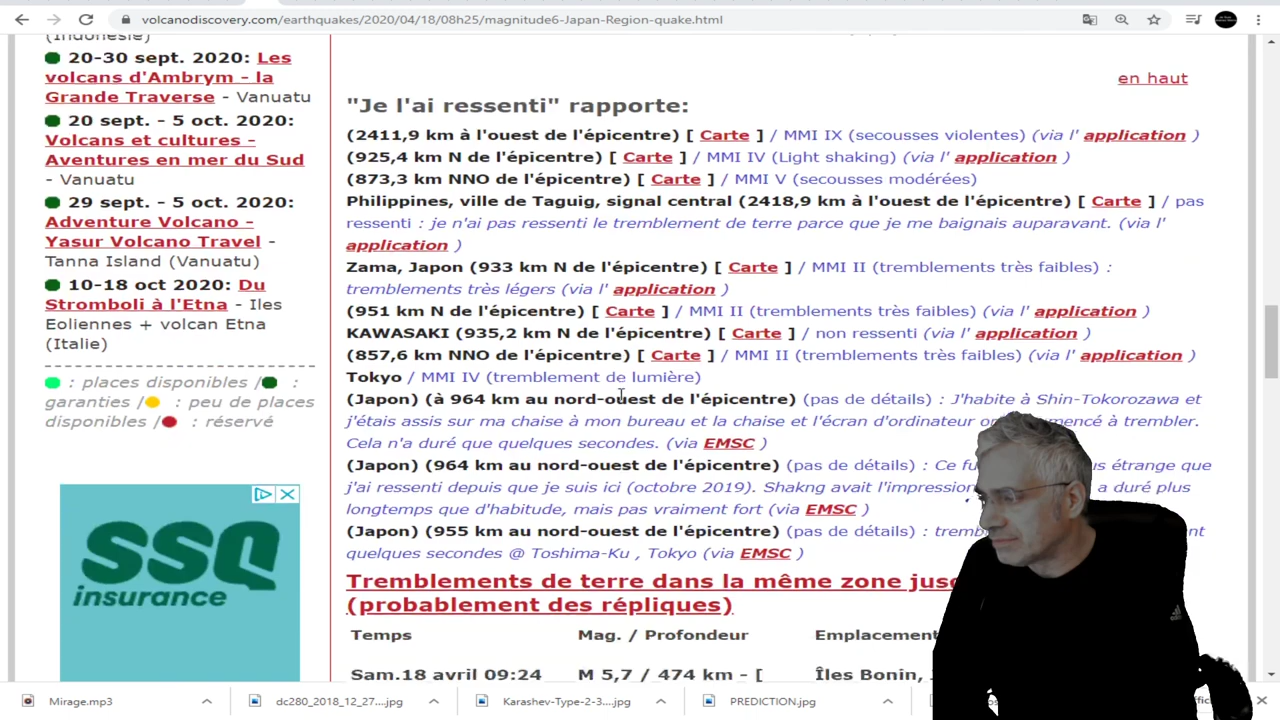 volcanodiscovery.com/earthquakes/2020/04/18/08h25/magnitude6-Japan-Region-quake.html
(Indonésie)
20-30 sept. 2020: Les
volcans d'Ambrym - la
Grande Traverse - Vanuatu
20 sept. - 5 oct. 2020:
Volcans et cultures -
Aventures en mer du Sud
- Vanuatu
29 sept. - 5 oct. 2020:
Adventure Volcano -
Yasur Volcano Travel -
Tanna Island (Vanuatu)
10-18 oct 2020: Du
Stromboli à l'Etna - Iles
Eoliennes + volcan Etna
(Italie)
: places disponibles / :
garanties / : peu de places
disponibles / : réservé
SSQ
insurance
en haut
"Je l'ai ressenti" rapporte:
(2411,9 km à l'ouest de l'épicentre) [ Carte ] / MMI IX (secousses violentes) (via l' application )
(925,4 km N de l'épicentre) [ Carte ] / MMI IV (Light shaking) (via l' application )
(873,3 km NNO de l'épicentre) [ Carte ] / MMI V (secousses modérées)
Philippines, ville de Taguig, signal central (2418,9 km à l'ouest de l'épicentre) [ Carte ] / pas
ressenti : je n'ai pas ressenti le tremblement de terre parce que je me baignais auparavant. (via l'
application )
Zama, Japon (933 km N de l'épicentre) [ Carte ] / MMI II (tremblements très faibles) :
tremblements très légers (via l' application )
(951 km N de l'épicentre) [ Carte ] / MMI II (tremblements très faibles) (via l' application )
KAWASAKI (935,2 km N de l'épicentre) [ Carte ] / non ressenti (via l' application )
(857,6 km NNO de l'épicentre) [ Carte ] / MMI II (tremblements très faibles) (via l' application )
Tokyo / MMI IV (tremblement de lumière)
(Japon) (à 964 km au nord-ouest de l'épicentre) (pas de détails) : J'habite à Shin-Tokorozawa et
j'étais assis sur ma chaise à mon bureau et la chaise et l'écran d'ordinateur à trembler.
Cela n'a duré que quelques secondes. (via EMSC )
(Japon) (964 km au nord-ouest de l'épicentre) (pas de détails) : Ce étrange que
j'ai ressenti depuis que je suis ici (octobre 2019). Shakng avait l'impression a duré plus
longtemps que d'habitude, mais pas vraiment fort (via EMSC )
(Japon) (955 km au nord-ouest de l'épicentre) (pas de détails) :
quelques secondes @ Toshima-Ku , Tokyo (via EMSC )
Tremblements de terre dans la même zone
(probablement des répliques)
Temps Mag. / Profondeur Emplacement
Sam.18 avril 09:24 M 5,7 / 474 km - [ Îles Bonin,
Mirage.mp3 dc280_2018_12_27....jpg Karashev-Type-2-3....jpg PREDICTION.jpg